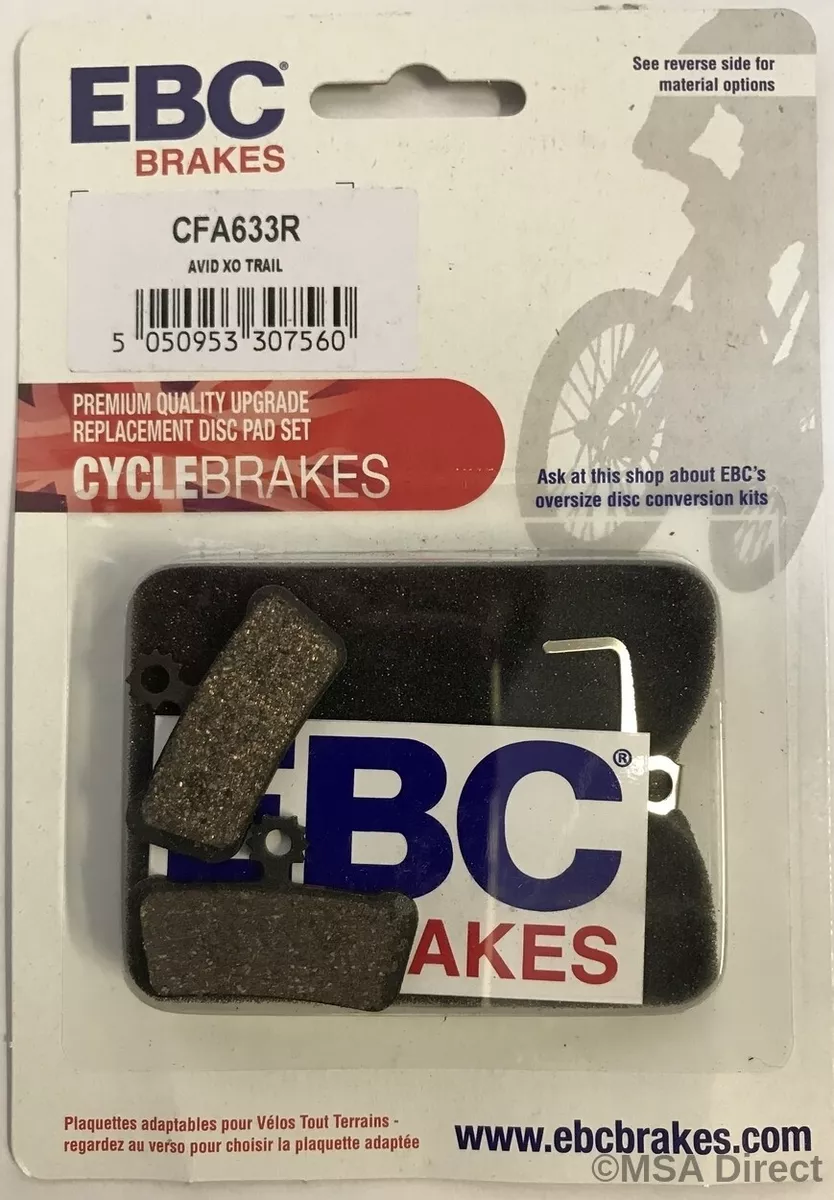 EBC®
BRAKES
See reverse side for
material options
CFA633R
AVID XO TRAIL
5 050953 307560
PREMIUM QUALITY UPGRADE
REPLACEMENT DISC PAD SET
CYCLEBRAKES
Ask at this shop about EBC's
oversize disc conversion kits
EBC®
AKES
Plaquettes adaptables pour Vélos Tout Terrains -
regardez au verso pour choisir la plaquette adaptée
www.ebcbrakes.com
©MSA Direct